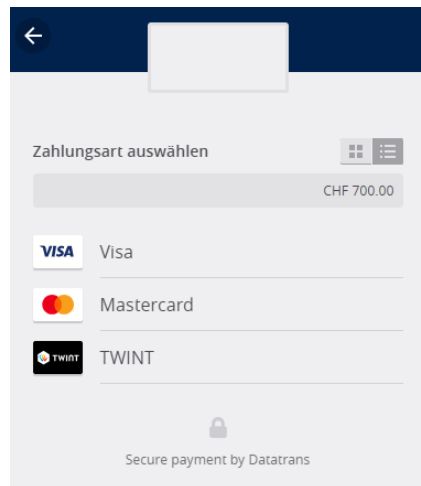 Zahlungsart auswählen
CHF 700.00
VISA Visa
Mastercard
TWINT TWINT
Secure payment by Datatrans